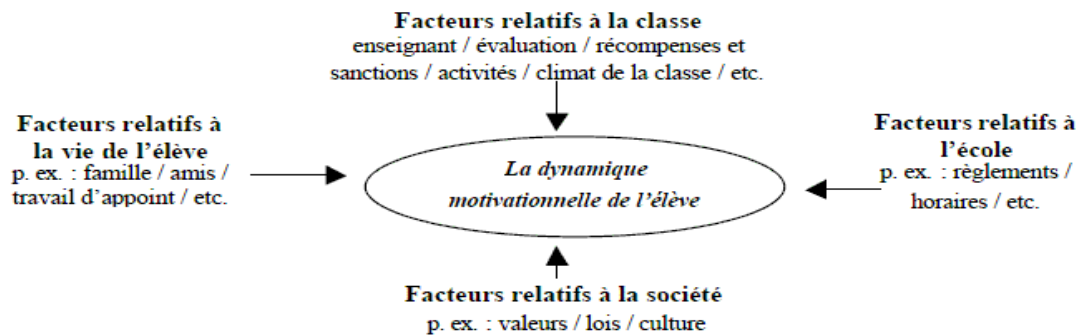 Facteurs relatifs à la classe
enseignant / évaluation / récompenses et
sanctions / activités / climat de la classe / etc.
Facteurs relatifs à
la vie de l'élève
p. ex. : famille / amis /
travail d'appoint / etc.
La dynamique
motivationnelle de l'élève
Facteurs relatifs à
l'école
p. ex. : règlements /
horaires / etc.
Facteurs relatifs à la société
p. ex. : valeurs / lois / culture